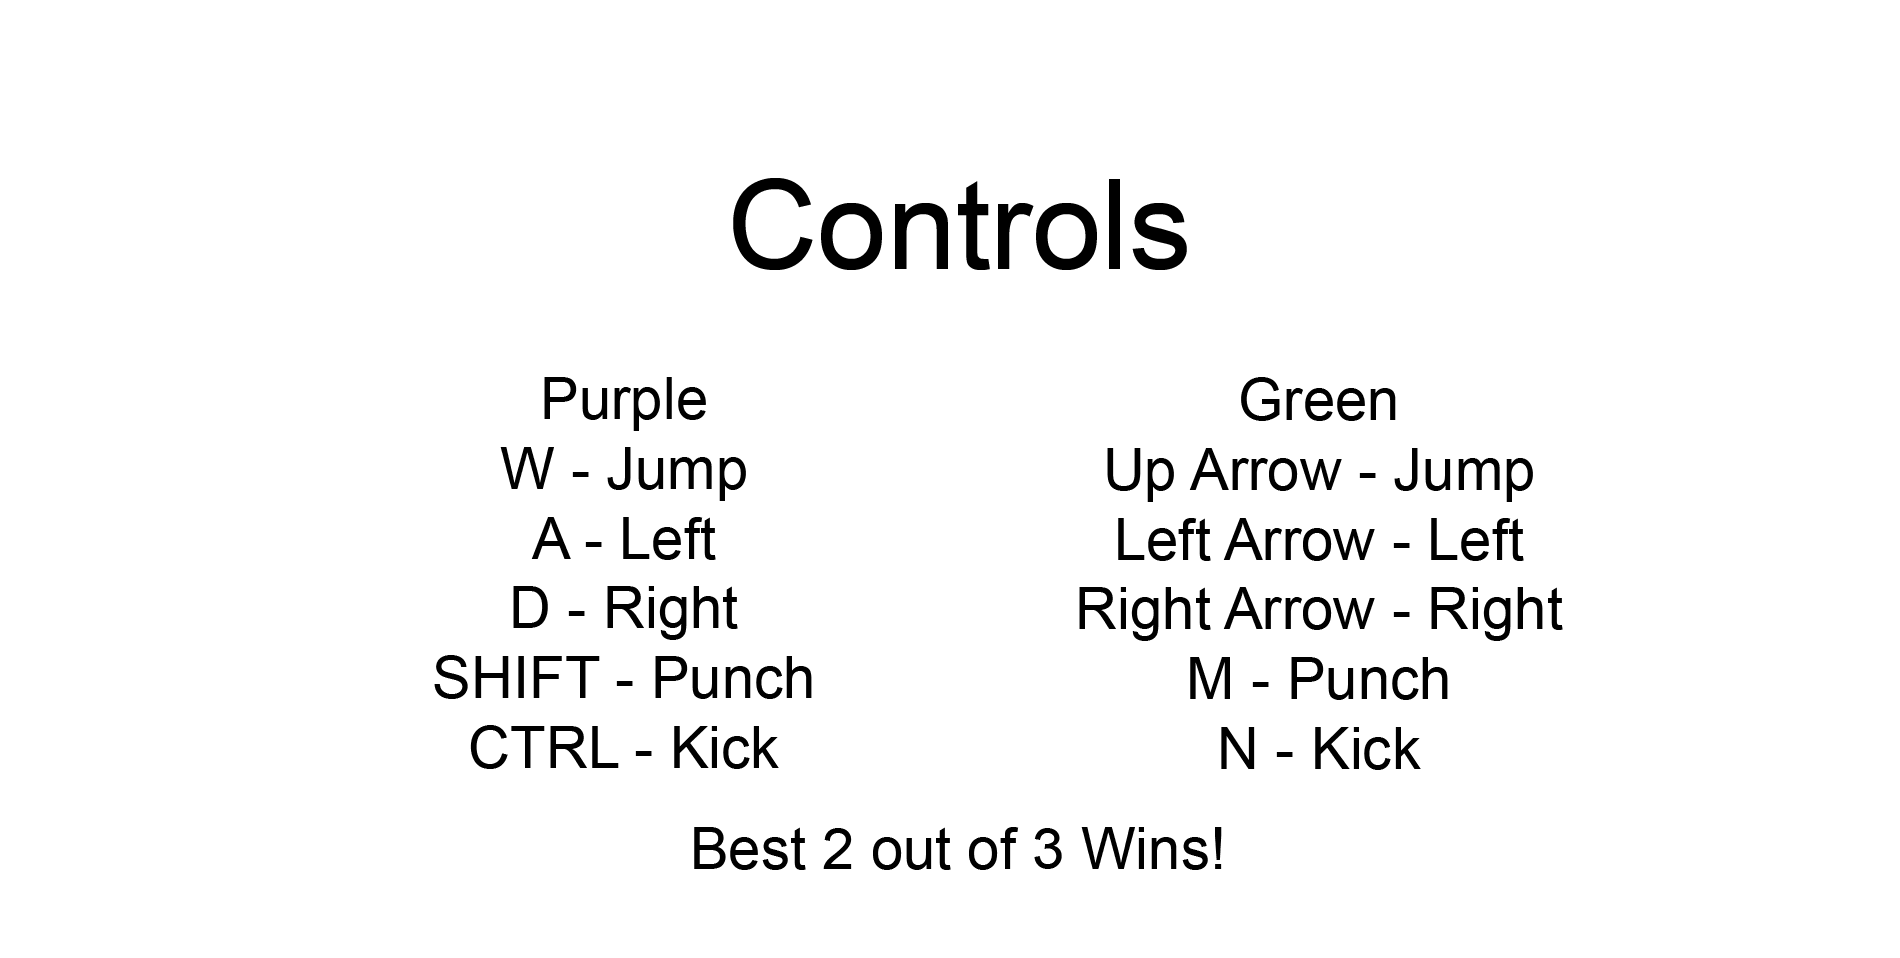 Controls
Purple
W - Jump
A - Left
D - Right
SHIFT - Punch
CTRL - Kick
Green
Up Arrow - Jump
Left Arrow - Left
Right Arrow - Right
M - Punch
N - Kick
Best 2 out of 3 Wins!